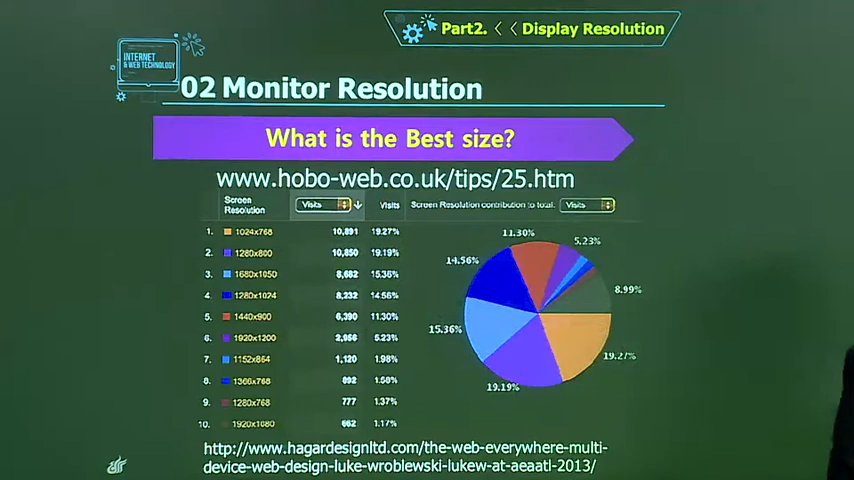 Part2. 〈〈 Display Resolution
INTERNET
& WEB TECHNOLOGY
02 Monitor Resolution
What is the Best size?
www.hobo-web.co.uk/tips/25.htm
Screen Resolution Visits ↓ Visits Screen Resolution contribution to total: Visits
1. 1024x768 10,891 19.27%
2. 1280x800 10,850 19.19%
3. 1680x1050 8,682 15.36%
4. 1280x1024 8,232 14.56%
5. 1440x900 6,390 11.30%
6. 1920x1200 2,956 5.23%
7. 1152x864 1,120 1.98%
8. 1366x768 892 1.58%
9. 1280x768 777 1.37%
10. 1920x1080 662 1.17%
11.30%
5.23%
14.56%
8.99%
15.36%
19.27%
19.19%
http://www.hagardesignltd.com/the-web-everywhere-multi-
device-web-design-luke-wroblewski-lukew-at-aeaatl-2013/